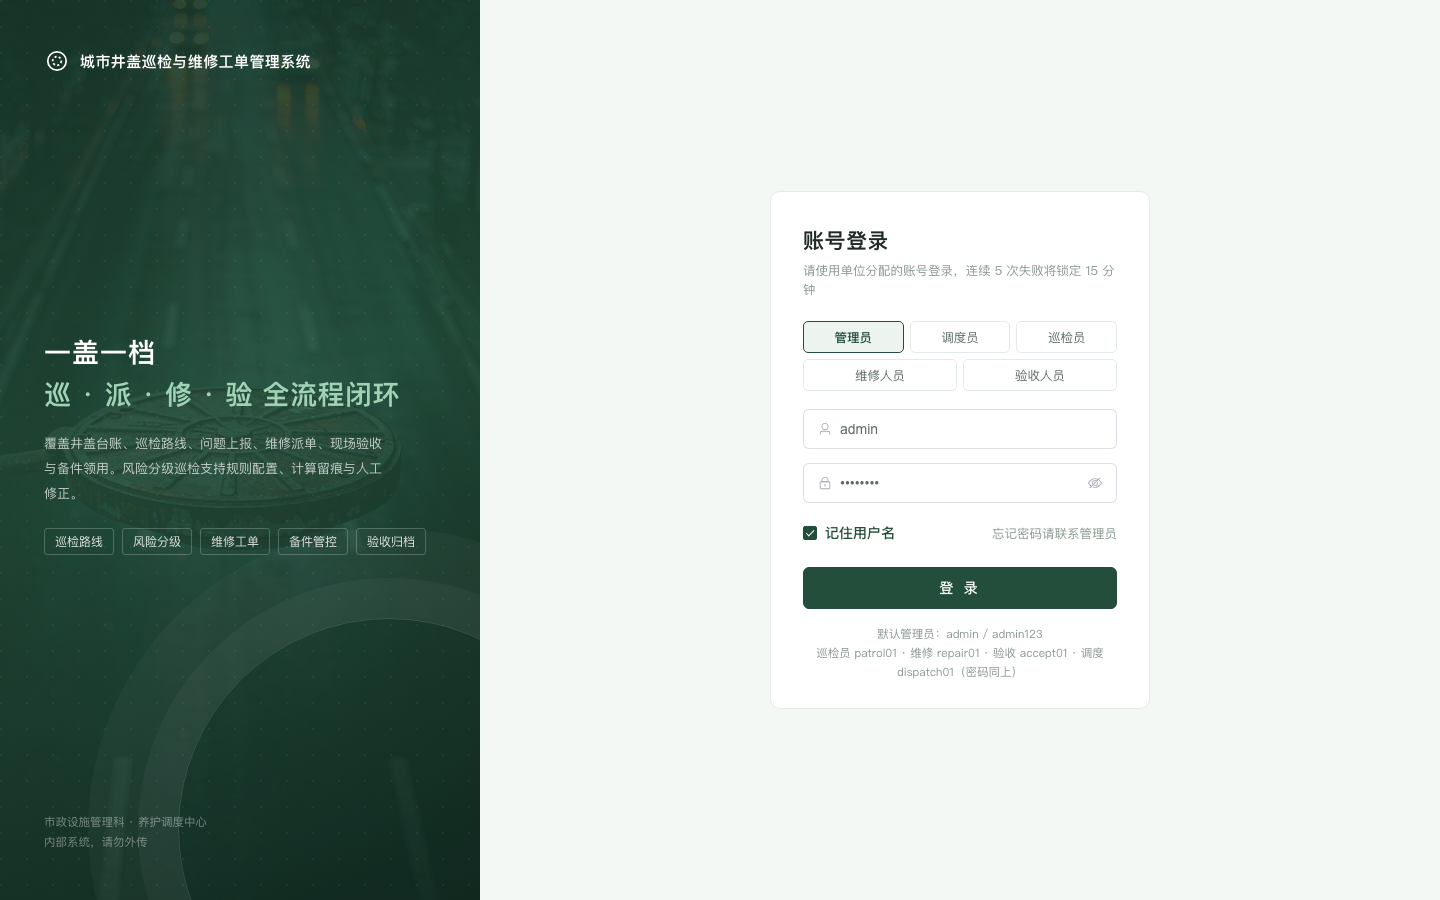 城市井盖巡检与维修工单管理系统
一盖一档
巡 · 派 · 修 · 验 全流程闭环
覆盖井盖台账、巡检路线、问题上报、维修派单、现场验收
与备件领用。风险分级巡检支持规则配置、计算留痕与人工
修正。
巡检路线 风险分级 维修工单 备件管控 验收归档
市政设施管理科 · 养护调度中心
内部系统，请勿外传
账号登录
请使用单位分配的账号登录，连续 5 次失败将锁定 15 分
钟
管理员 调度员 巡检员
维修人员 验收人员
admin
••••••••
记住用户名 忘记密码请联系管理员
登 录
默认管理员：admin / admin123
巡检员 patrol01 · 维修 repair01 · 验收 accept01 · 调度
dispatch01（密码同上）